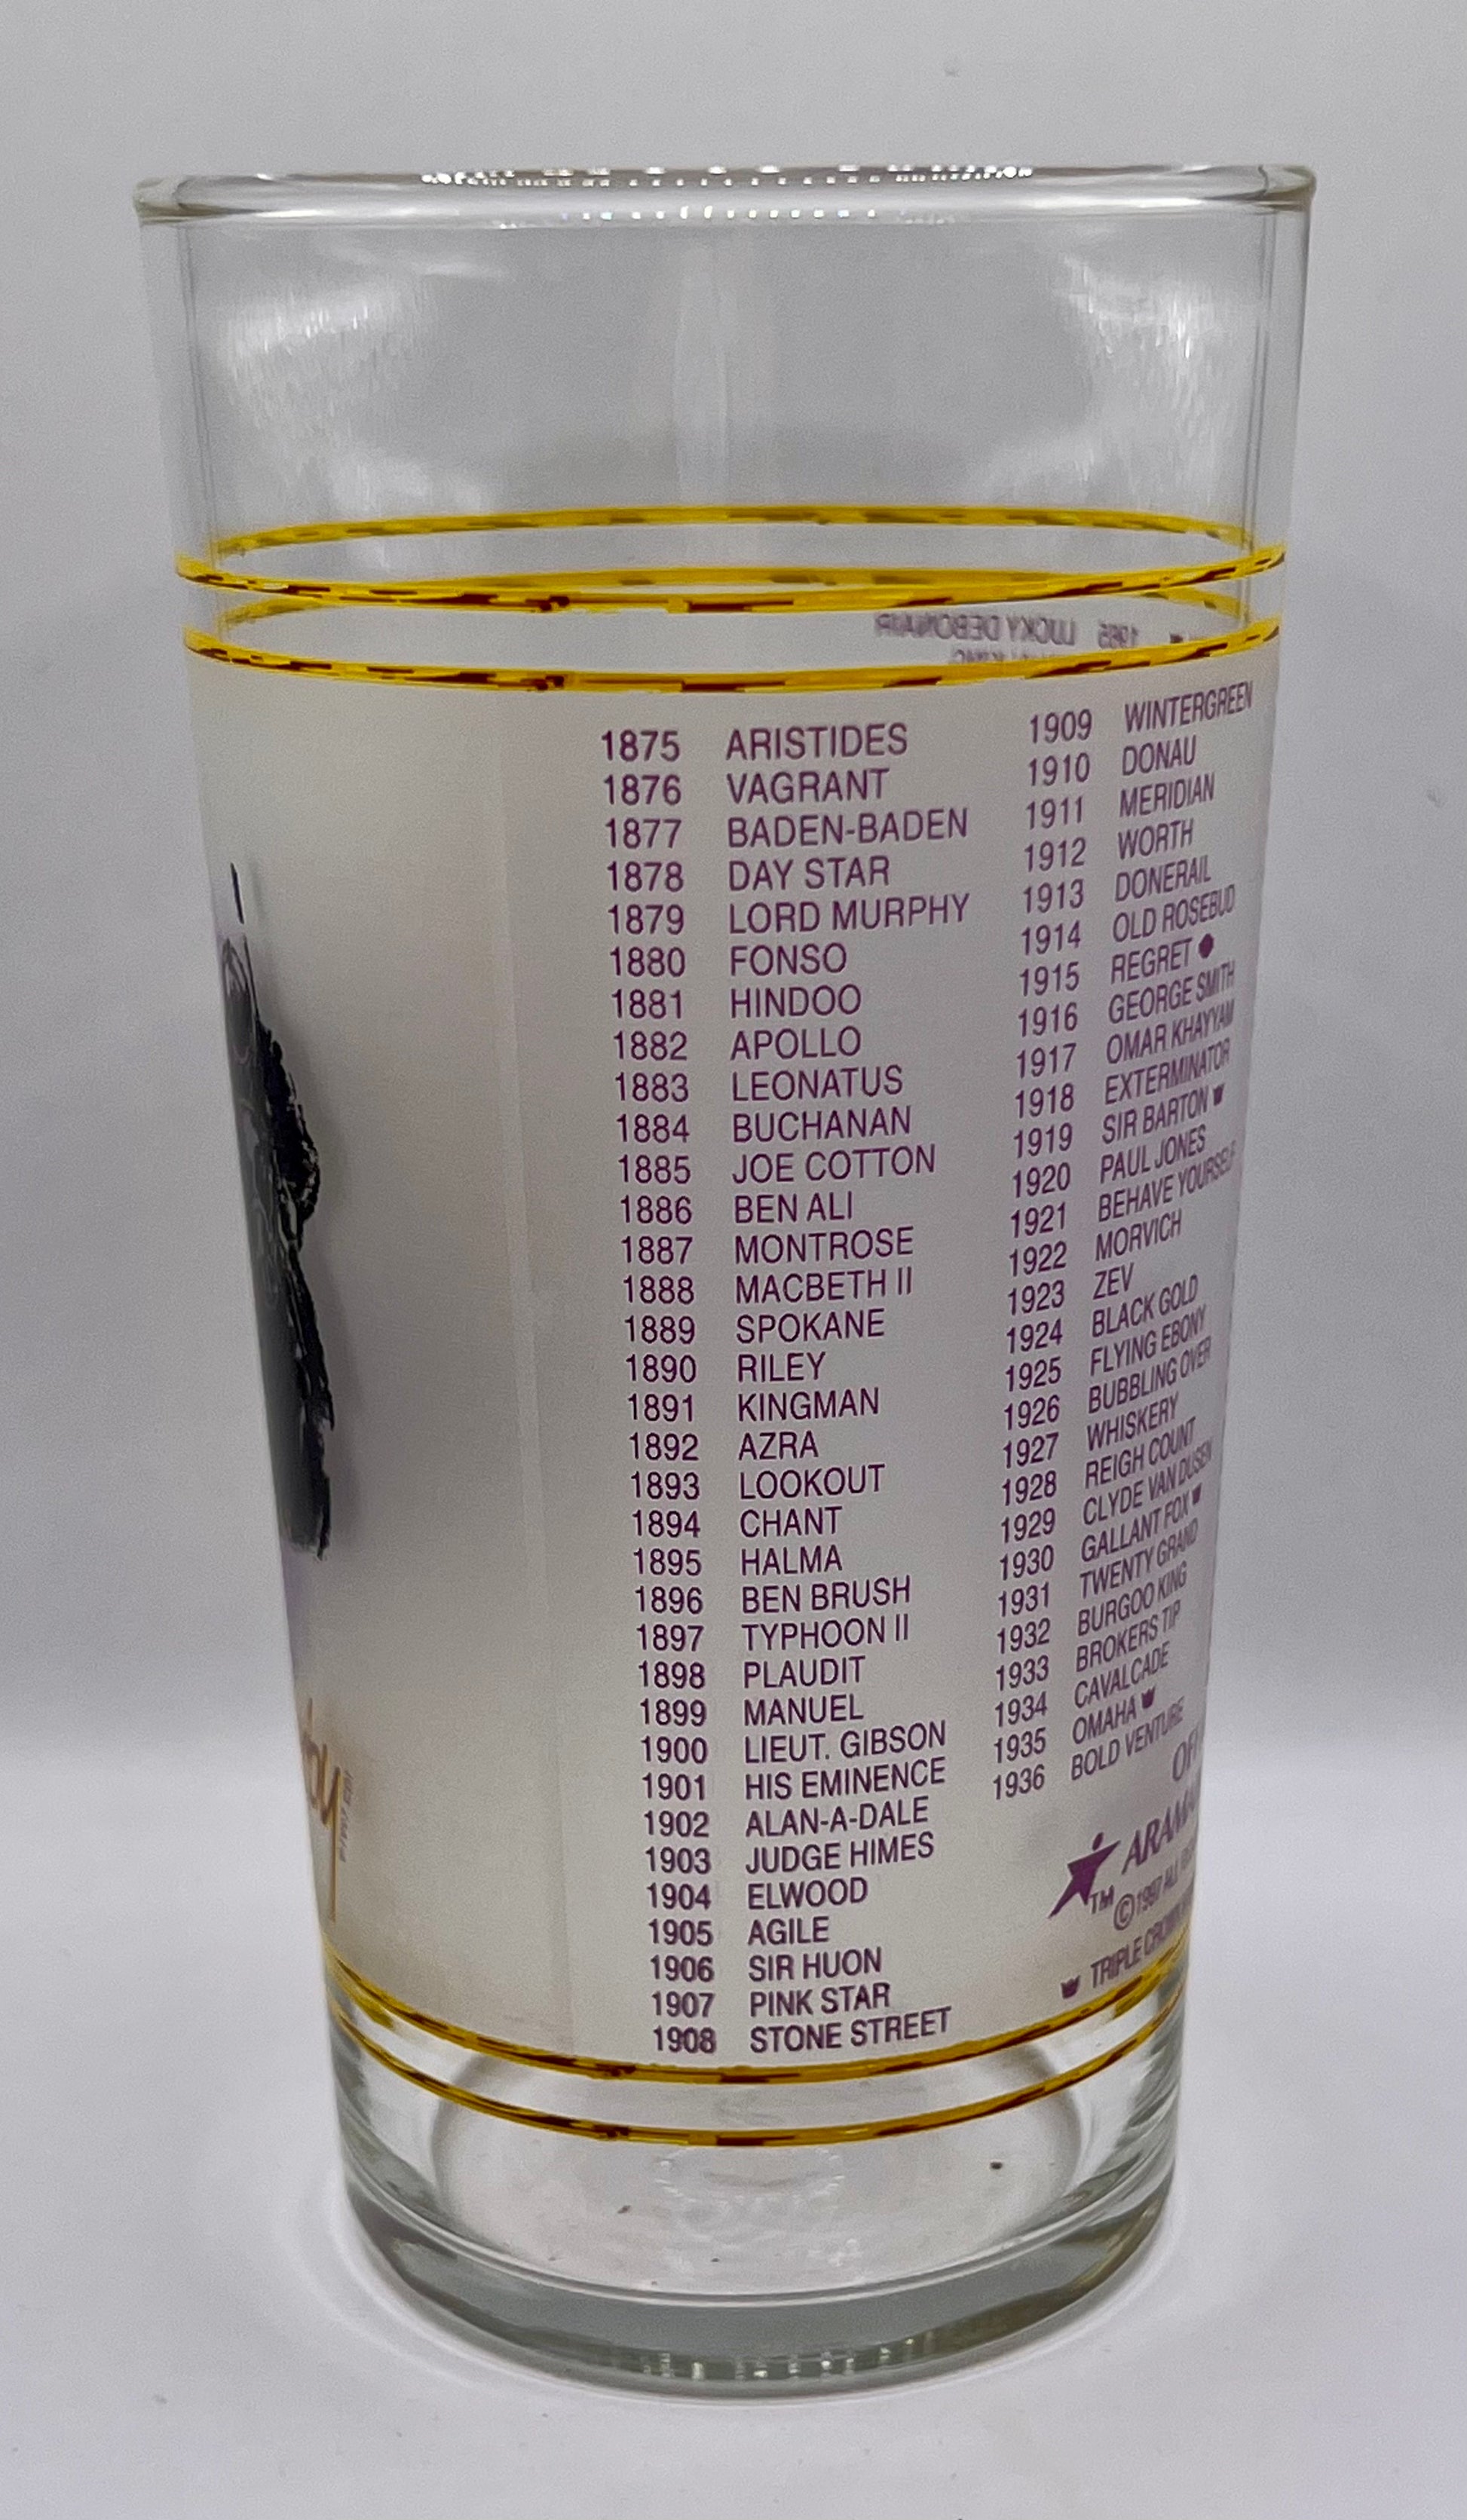 1965 LUCKY DEBONAIR
1875 ARISTIDES
1876 VAGRANT
1877 BADEN-BADEN
1878 DAY STAR
1879 LORD MURPHY
1880 FONSO
1881 HINDOO
1882 APOLLO
1883 LEONATUS
1884 BUCHANAN
1885 JOE COTTON
1886 BEN ALI
1887 MONTROSE
1888 MACBETH II
1889 SPOKANE
1890 RILEY
1891 KINGMAN
1892 AZRA
1893 LOOKOUT
1894 CHANT
1895 HALMA
1896 BEN BRUSH
1897 TYPHOON II
1898 PLAUDIT
1899 MANUEL
1900 LIEUT. GIBSON
1901 HIS EMINENCE
1902 ALAN-A-DALE
1903 JUDGE HIMES
1904 ELWOOD
1905 AGILE
1906 SIR HUON
1907 PINK STAR
1908 STONE STREET
1909 WINTERGREEN
1910 DONAU
1911 MERIDIAN
1912 WORTH
1913 DONERAIL
1914 OLD ROSEBUD
1915 REGRET
1916 GEORGE SMITH
1917 OMAR KHAYYAM
1918 EXTERMINATOR
1919 SIR BARTON
1920 PAUL JONES
1921 BEHAVE YOURSELF
1922 MORVICH
1923 ZEV
1924 BLACK GOLD
1925 FLYING EBONY
1926 BUBBLING OVER
1927 WHISKERY
1928 REIGH COUNT
1929 CLYDE VAN DUSEN
1930 GALLANT FOX
1931 TWENTY GRAND
1932 BURGOO KING
1933 BROKERS TIP
1934 CAVALCADE
1935 OMAHA
1936 BOLD VENTURE
TM
©1997 ALL
TRIPLE CROWN